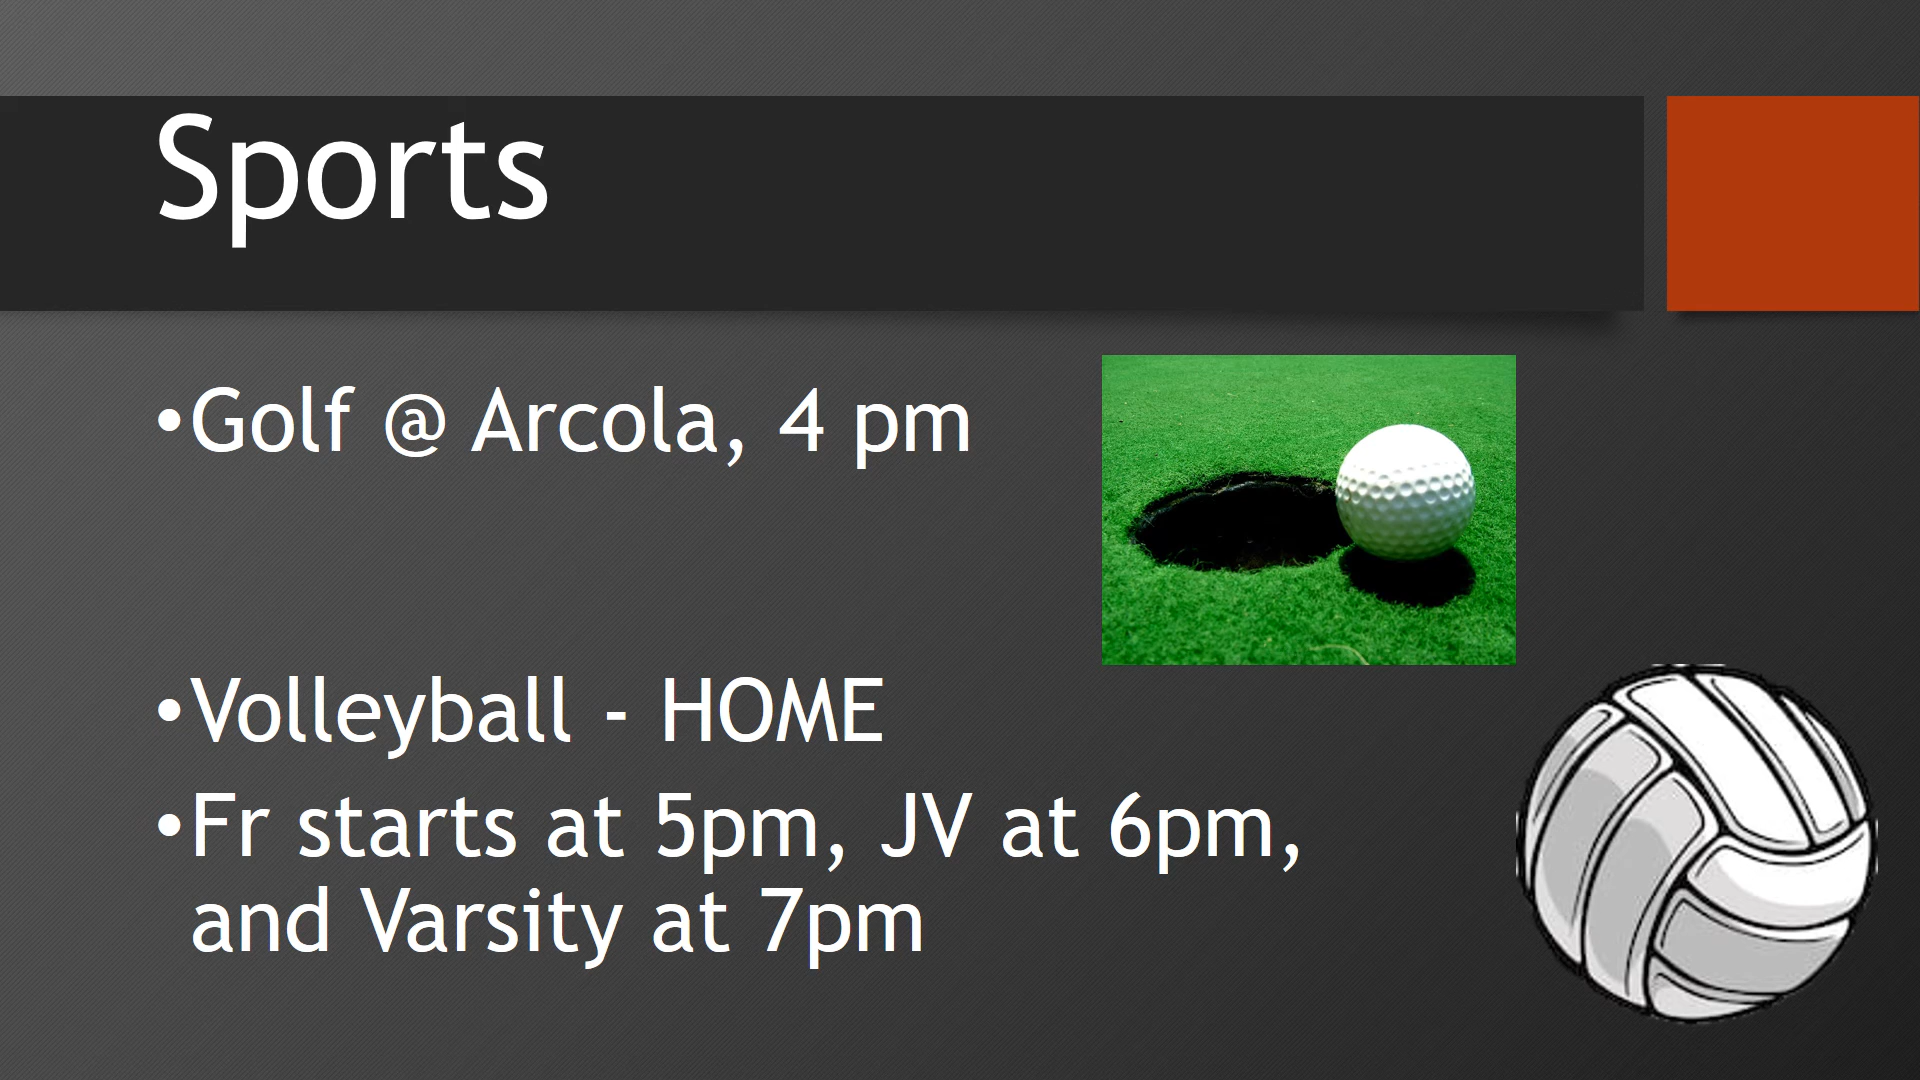 Sports
•Golf @ Arcola, 4 pm
•Volleyball - HOME
•Fr starts at 5pm, JV at 6pm,
and Varsity at 7pm